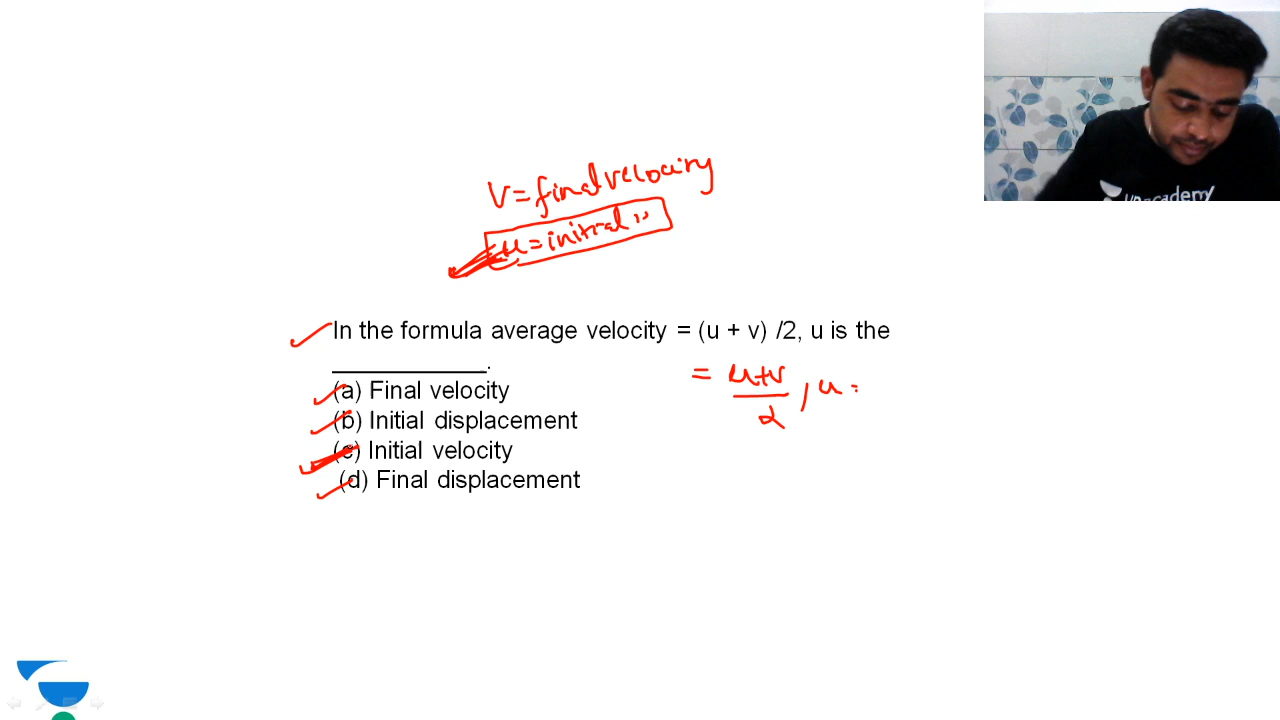 V = final velocity
u = initial "
In the formula average velocity = (u + v) /2, u is the
____________.
= u+v/2, u =
(a) Final velocity
(b) Initial displacement
(c) Initial velocity
(d) Final displacement
unacademy